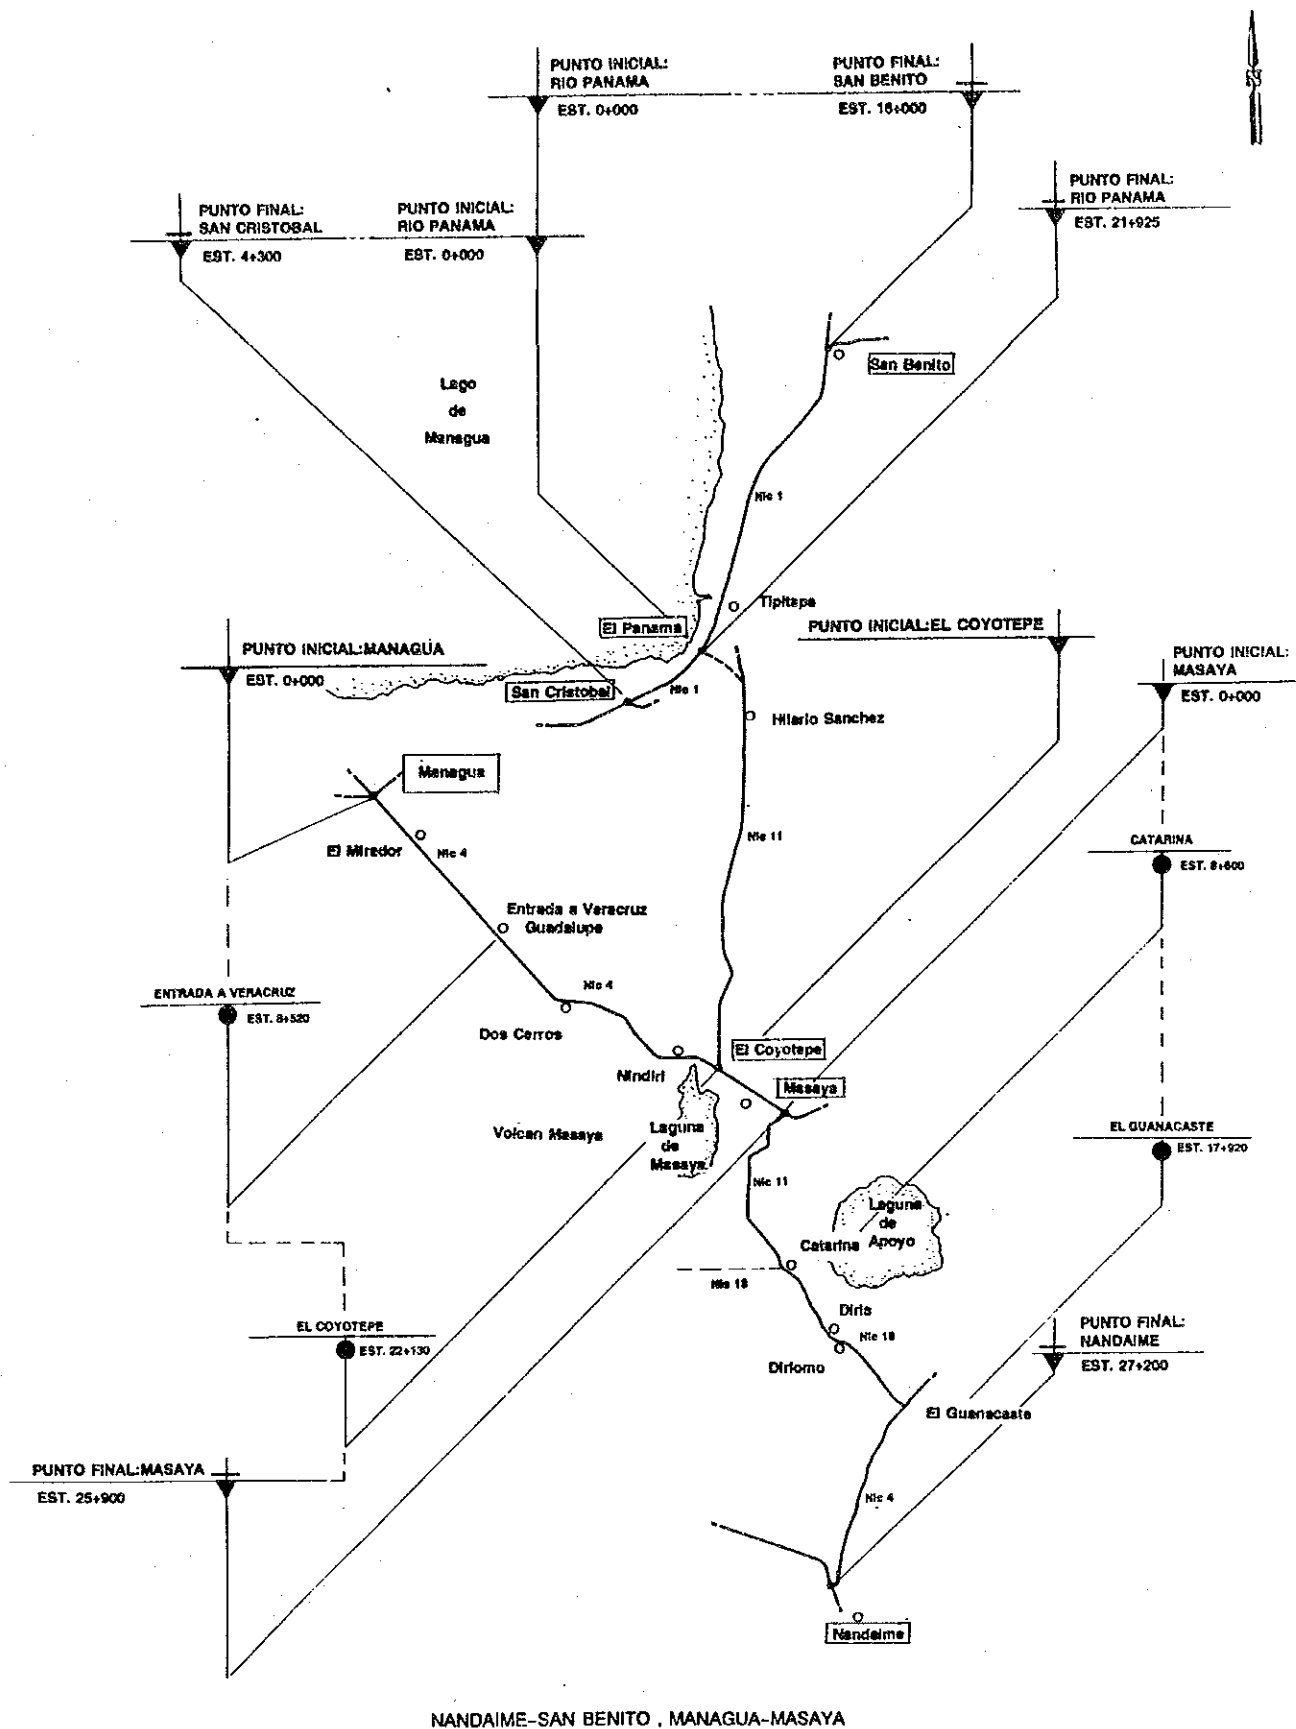 PUNTO INICIAL:
RIO PANAMA
EST. 0+000
PUNTO FINAL:
SAN BENITO
EST. 16+000
N
PUNTO FINAL:
RIO PANAMA
EST. 21+925
PUNTO FINAL:
SAN CRISTOBAL
EST. 4+300
PUNTO INICIAL:
RIO PANAMA
EST. 0+000
San Benito
Lago
de
Managua
Nic 1
Tipitapa
El Panama
PUNTO INICIAL:EL COYOTEPE
PUNTO INICIAL:MANAGUA
EST. 0+000
PUNTO INICIAL:
MASAYA
EST. 0+000
San Cristobal
Nic 1
Hilario Sanchez
Managua
El Mirador
Nic 4
Nic 11
CATARINA
EST. 8+600
Entrada a Veracruz
Guadalupe
ENTRADA A VERACRUZ
EST. 8+520
Nic 4
Dos Cerros
El Coyotepe
Nindiri
Masaya
Volcan Masaya
Laguna
de
Masaya
EL GUANACASTE
EST. 17+920
Nic 11
Laguna
de
Apoyo
Catarina
Nic 18
Diria
Nic 18
Diriomo
EL COYOTEPE
EST. 22+130
PUNTO FINAL:
NANDAIME
EST. 27+200
El Guanacaste
PUNTO FINAL:MASAYA
EST. 25+900
Nic 4
Nandaime
NANDAIME-SAN BENITO , MANAGUA-MASAYA